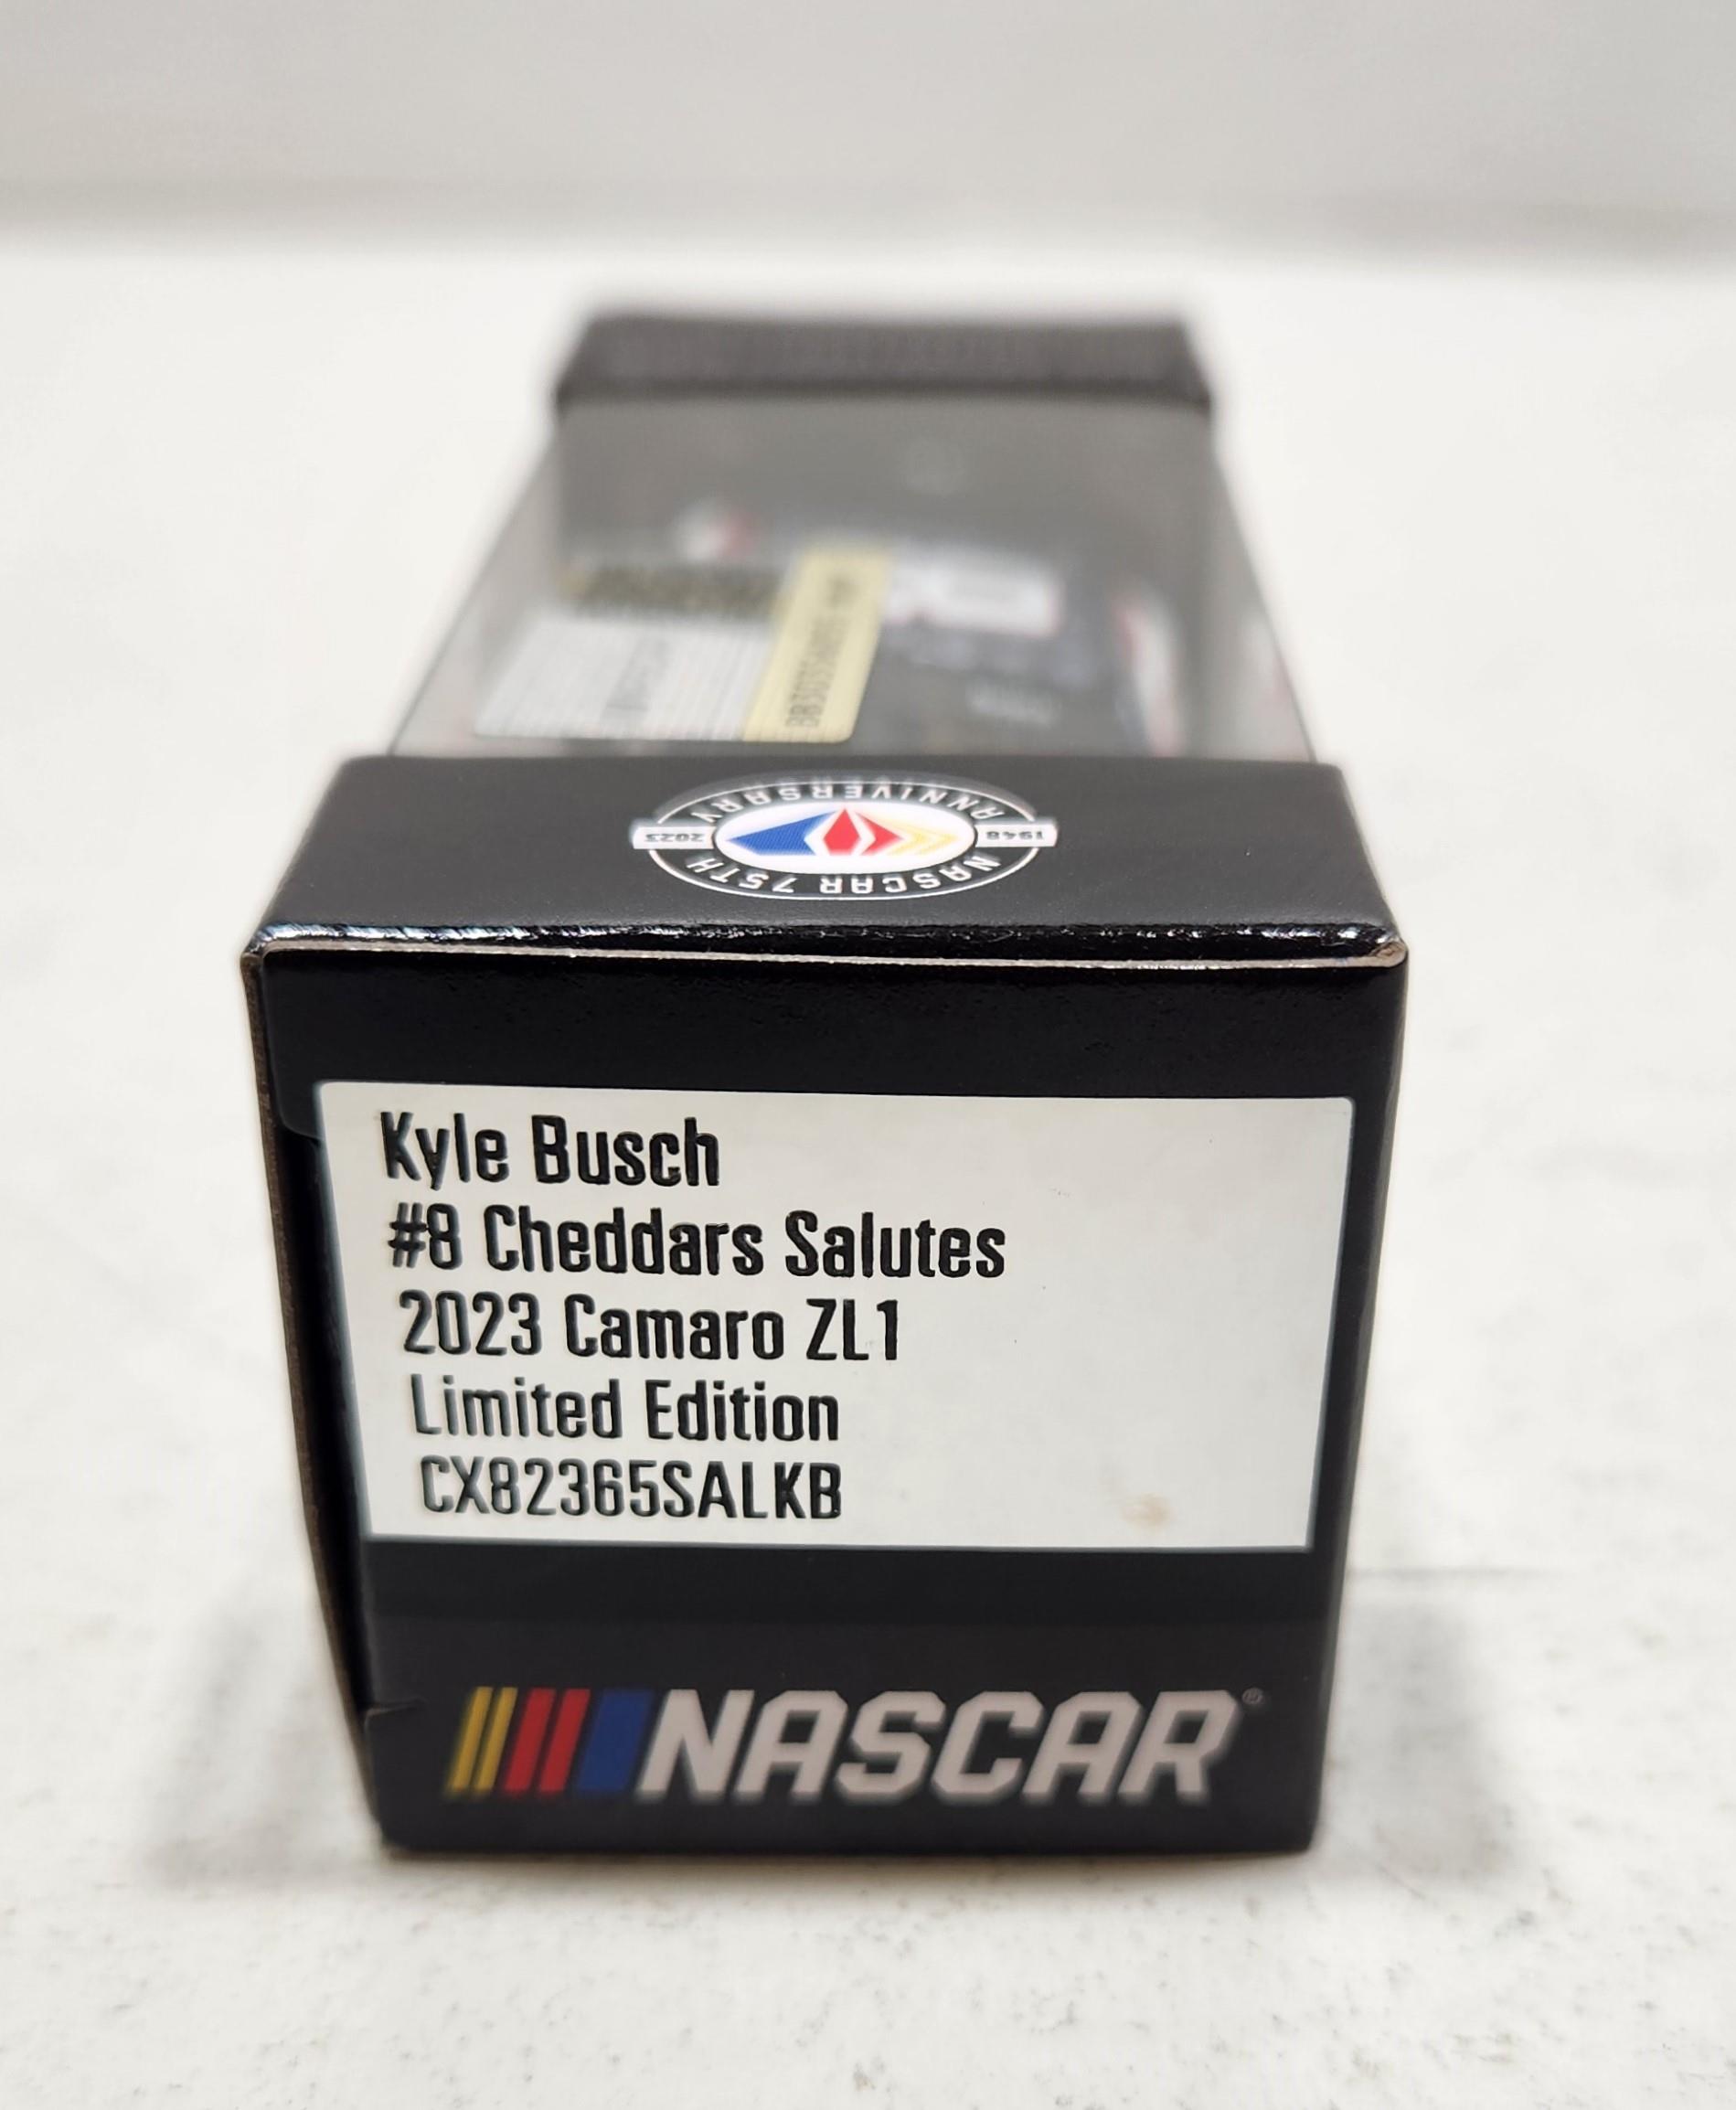 NASCAR 75TH
ANNIVERSARY
1948
2023
Kyle Busch
#8 Cheddars Salutes
2023 Camaro ZL1
Limited Edition
CX82365SALKB
NASCAR®